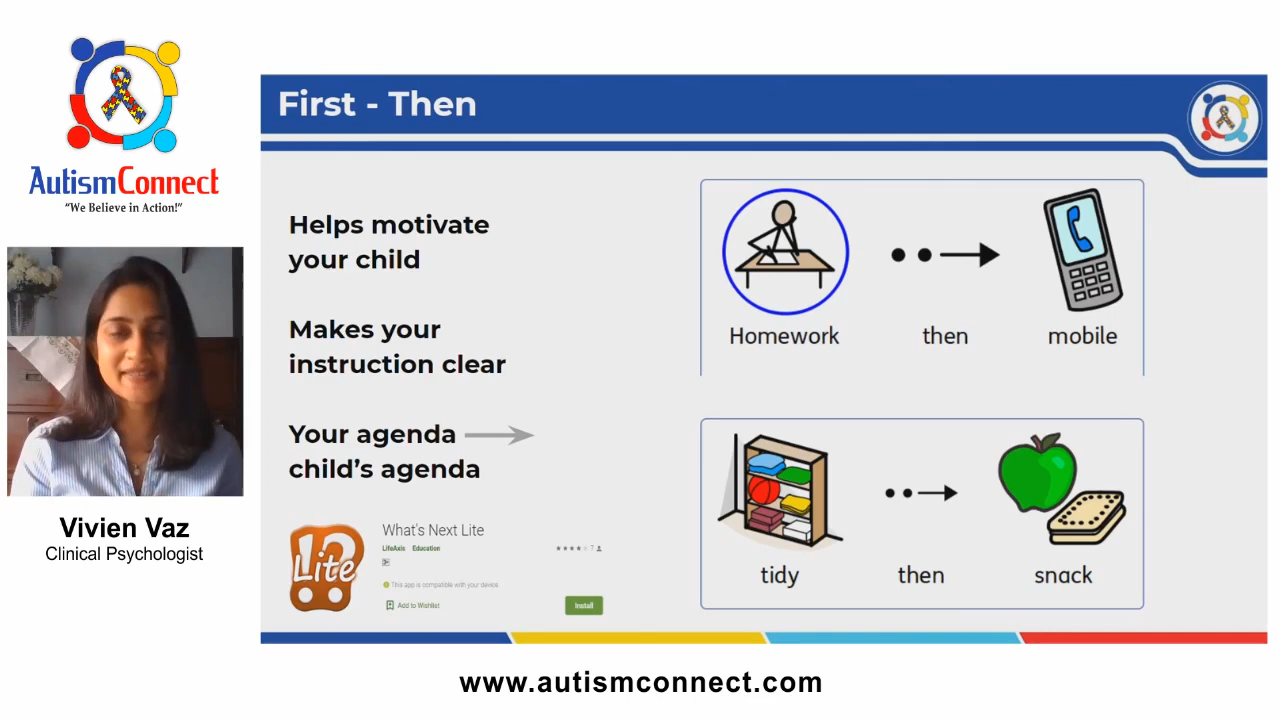 AutismConnect
“We Believe in Action!”
Vivien Vaz
Clinical Psychologist
First - Then
Helps motivate
your child
Makes your
instruction clear
Your agenda
child’s agenda
Lite
What's Next Lite
LifeAxis Education
7
This app is compatible with your device.
Add to Wishlist
Install
Homework then mobile
tidy then snack
www.autismconnect.com